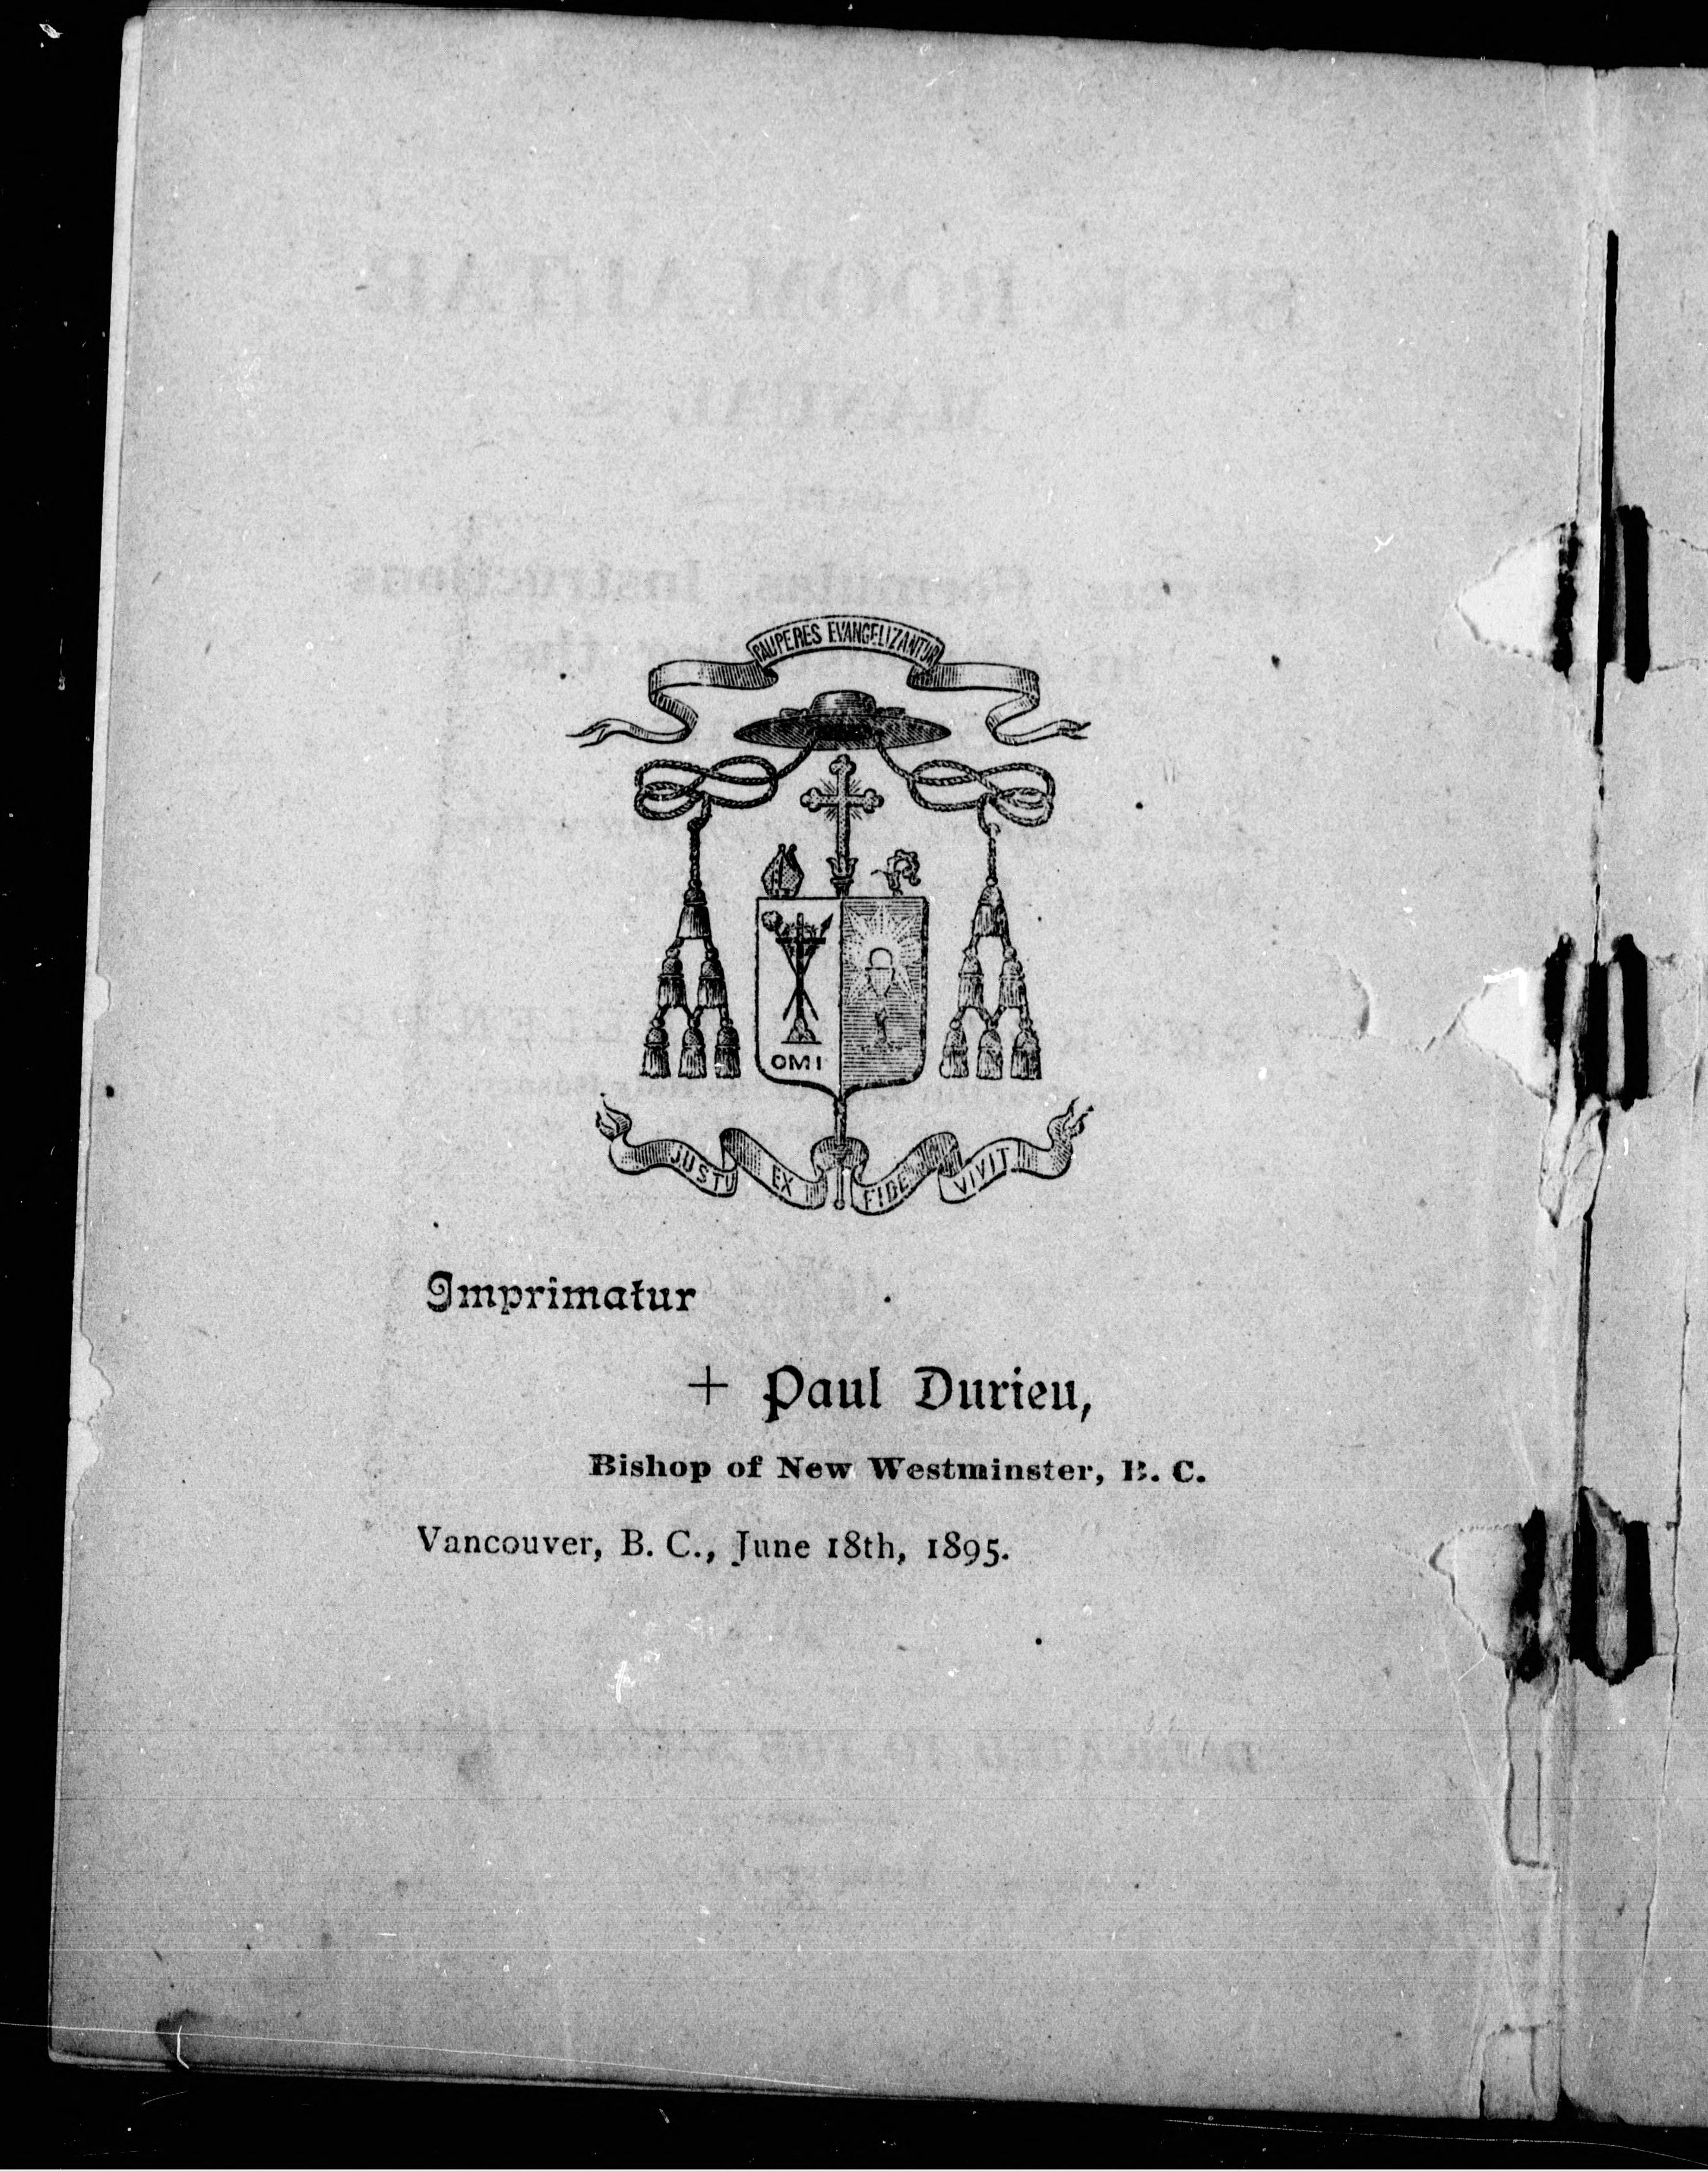 PAUPERES EVANGELIZANTUR
OMI
JUSTU EX FIDE VIVIT
Imprimatur
+ Paul Durieu,
Bishop of New Westminster, B. C.
Vancouver, B. C., June 18th, 1895.